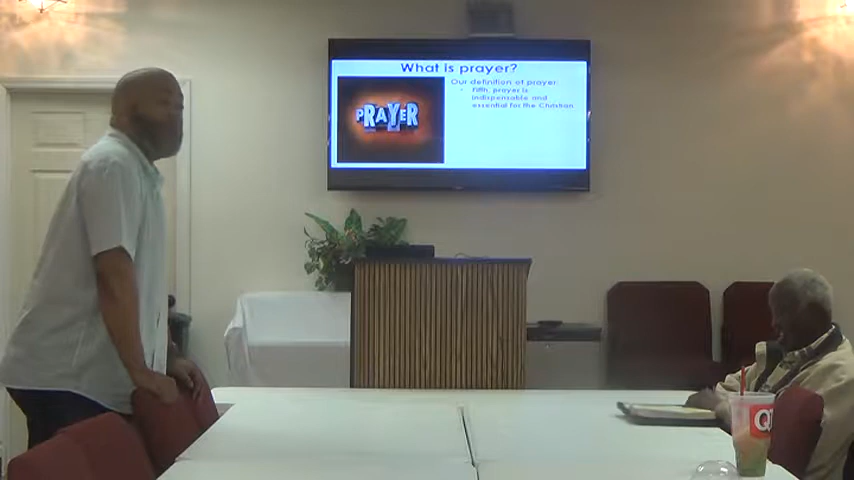 What is prayer?
Our definition of prayer:
Fifth, prayer is
indispensable and
essential for the Christian
PRAYER